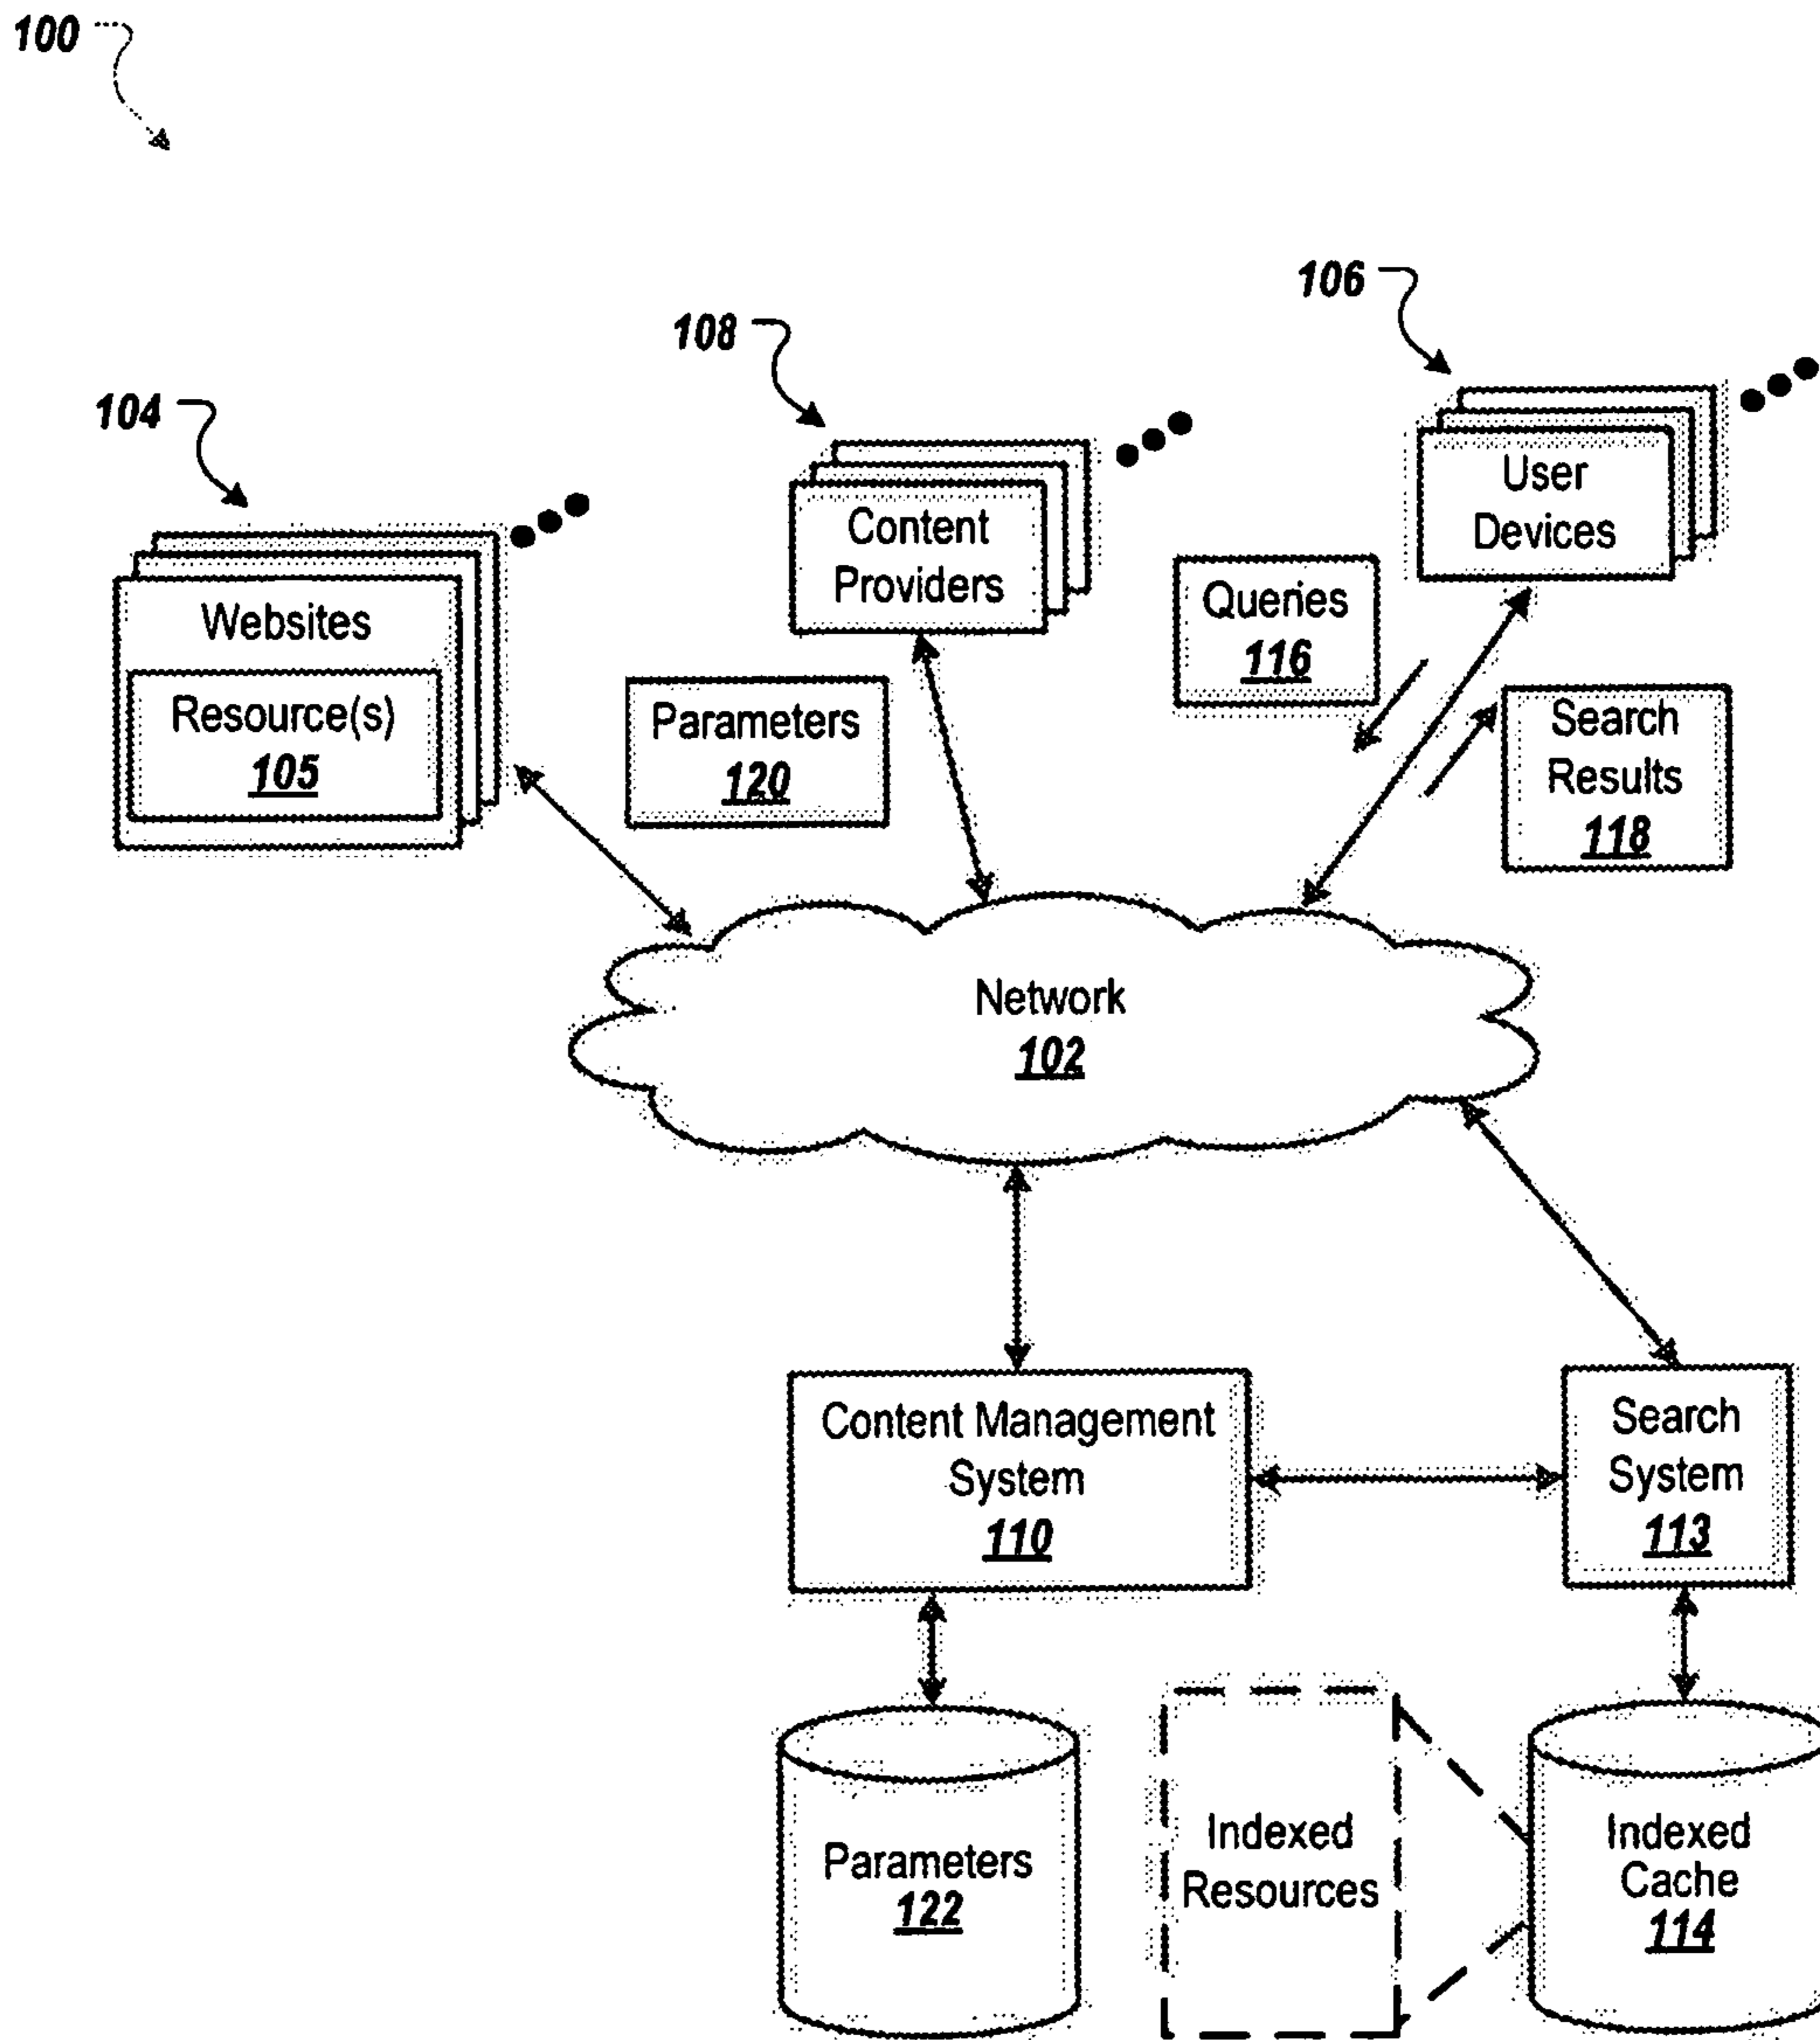 100
106
108
104
User
Devices
Content
Providers
Queries
116
Websites
Resource(s)
105
Parameters
120
Search
Results
118
Network
102
Content Management
System
110
Search
System
113
Parameters
122
Indexed
Resources
Indexed
Cache
114